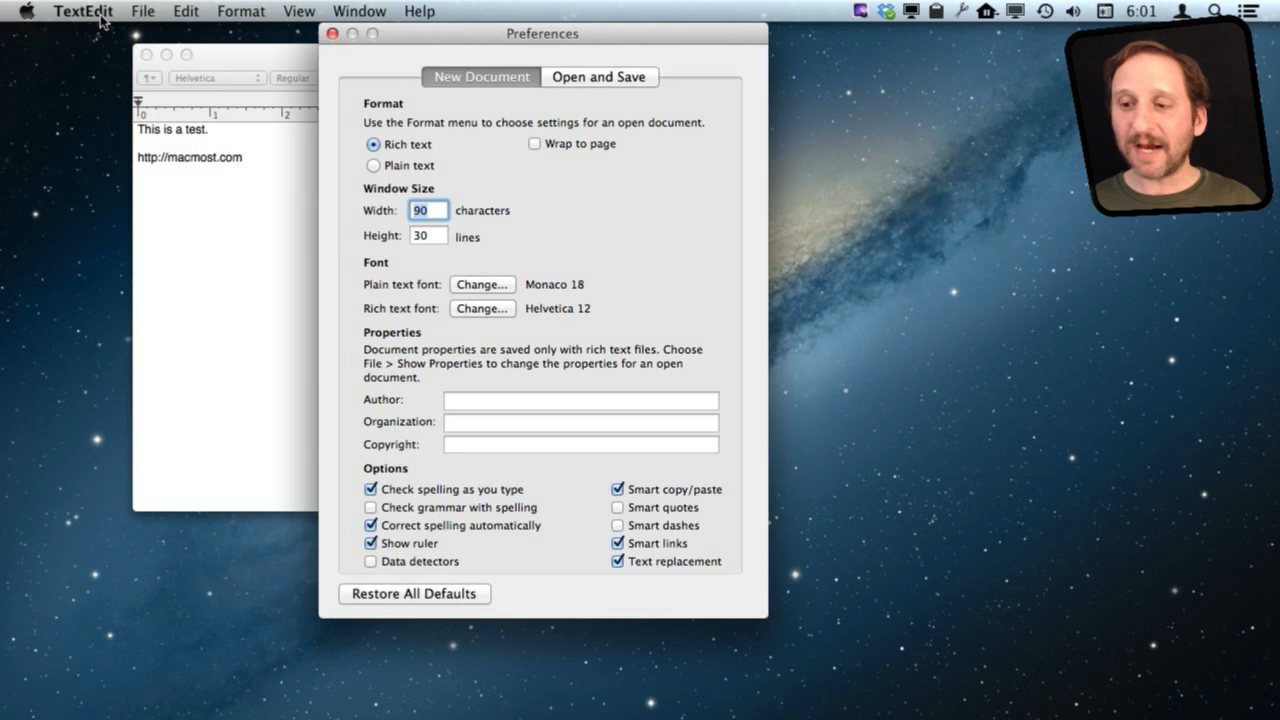 TextEdit File Edit Format View Window Help 6:01
Preferences
Helvetica Regular
New Document Open and Save
0 1 2
This is a test.
http://macmost.com
Format
Use the Format menu to choose settings for an open document.
Rich text Wrap to page
Plain text
Window Size
Width: 90 characters
Height: 30 lines
Font
Plain text font: Change... Monaco 18
Rich text font: Change... Helvetica 12
Properties
Document properties are saved only with rich text files. Choose
File > Show Properties to change the properties for an open
document.
Author:
Organization:
Copyright:
Options
Check spelling as you type Smart copy/paste
Check grammar with spelling Smart quotes
Correct spelling automatically Smart dashes
Show ruler Smart links
Data detectors Text replacement
Restore All Defaults